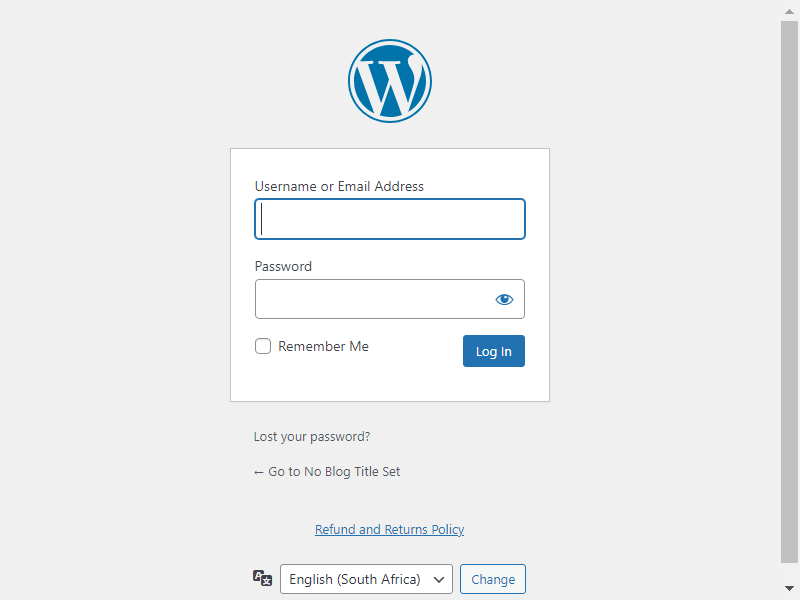 Username or Email Address
Password
Remember Me
Log In
Lost your password?
← Go to No Blog Title Set
Refund and Returns Policy
English (South Africa)
Change